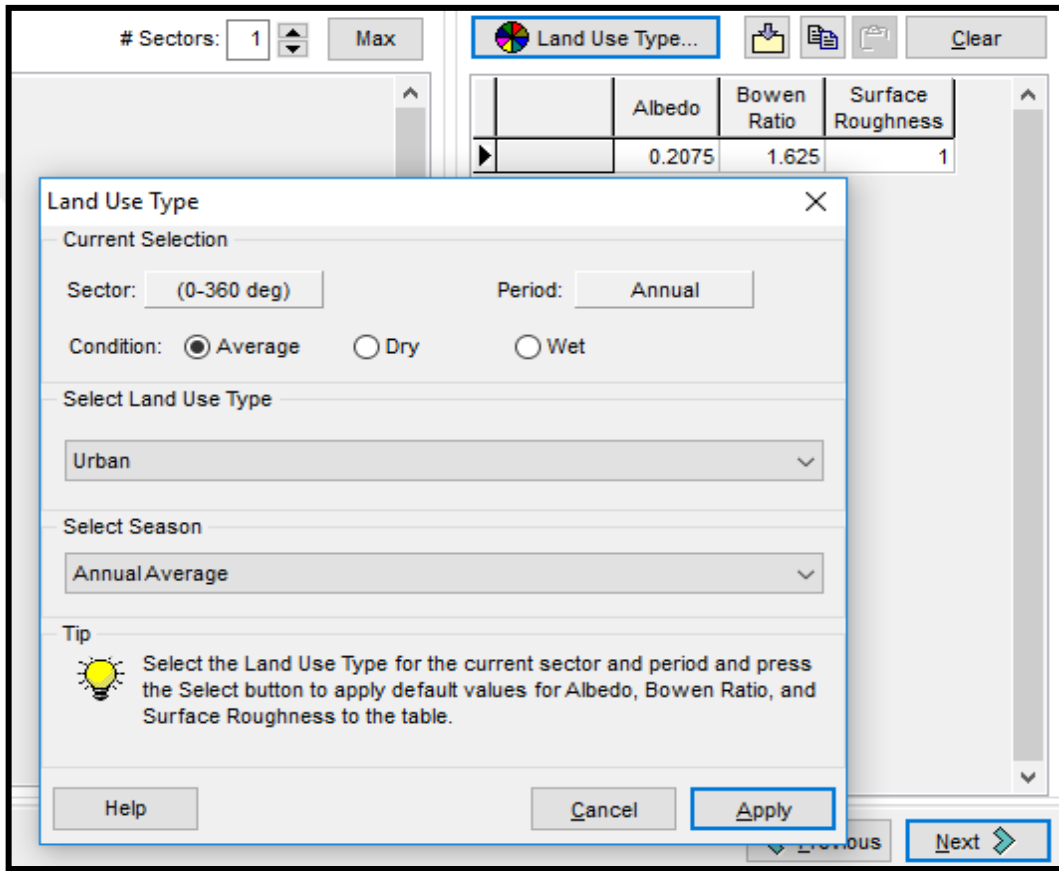 # Sectors: 1 Max Land Use Type... Clear
Albedo Bowen Ratio Surface Roughness
0.2075 1.625 1
Land Use Type
Current Selection
Sector: (0-360 deg) Period: Annual
Condition: Average Dry Wet
Select Land Use Type
Urban
Select Season
Annual Average
Tip
Select the Land Use Type for the current sector and period and press
the Select button to apply default values for Albedo, Bowen Ratio, and
Surface Roughness to the table.
Help Cancel Apply
Next